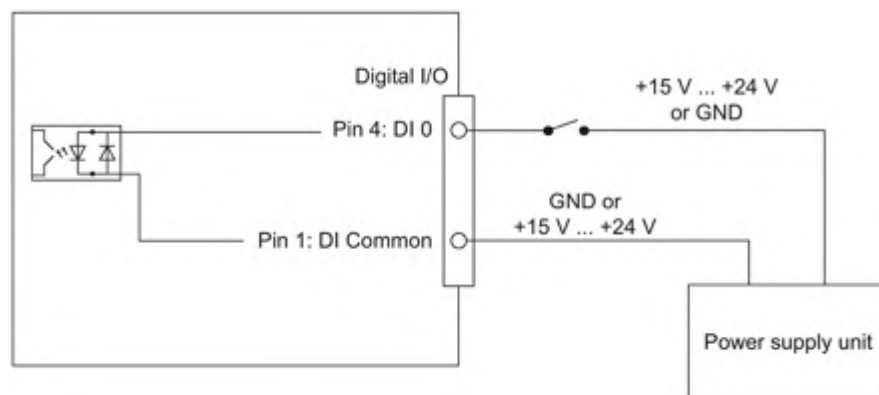 Digital I/O
+15 V ... +24 V
or GND
Pin 4: DI 0
GND or
+15 V ... +24 V
Pin 1: DI Common
Power supply unit